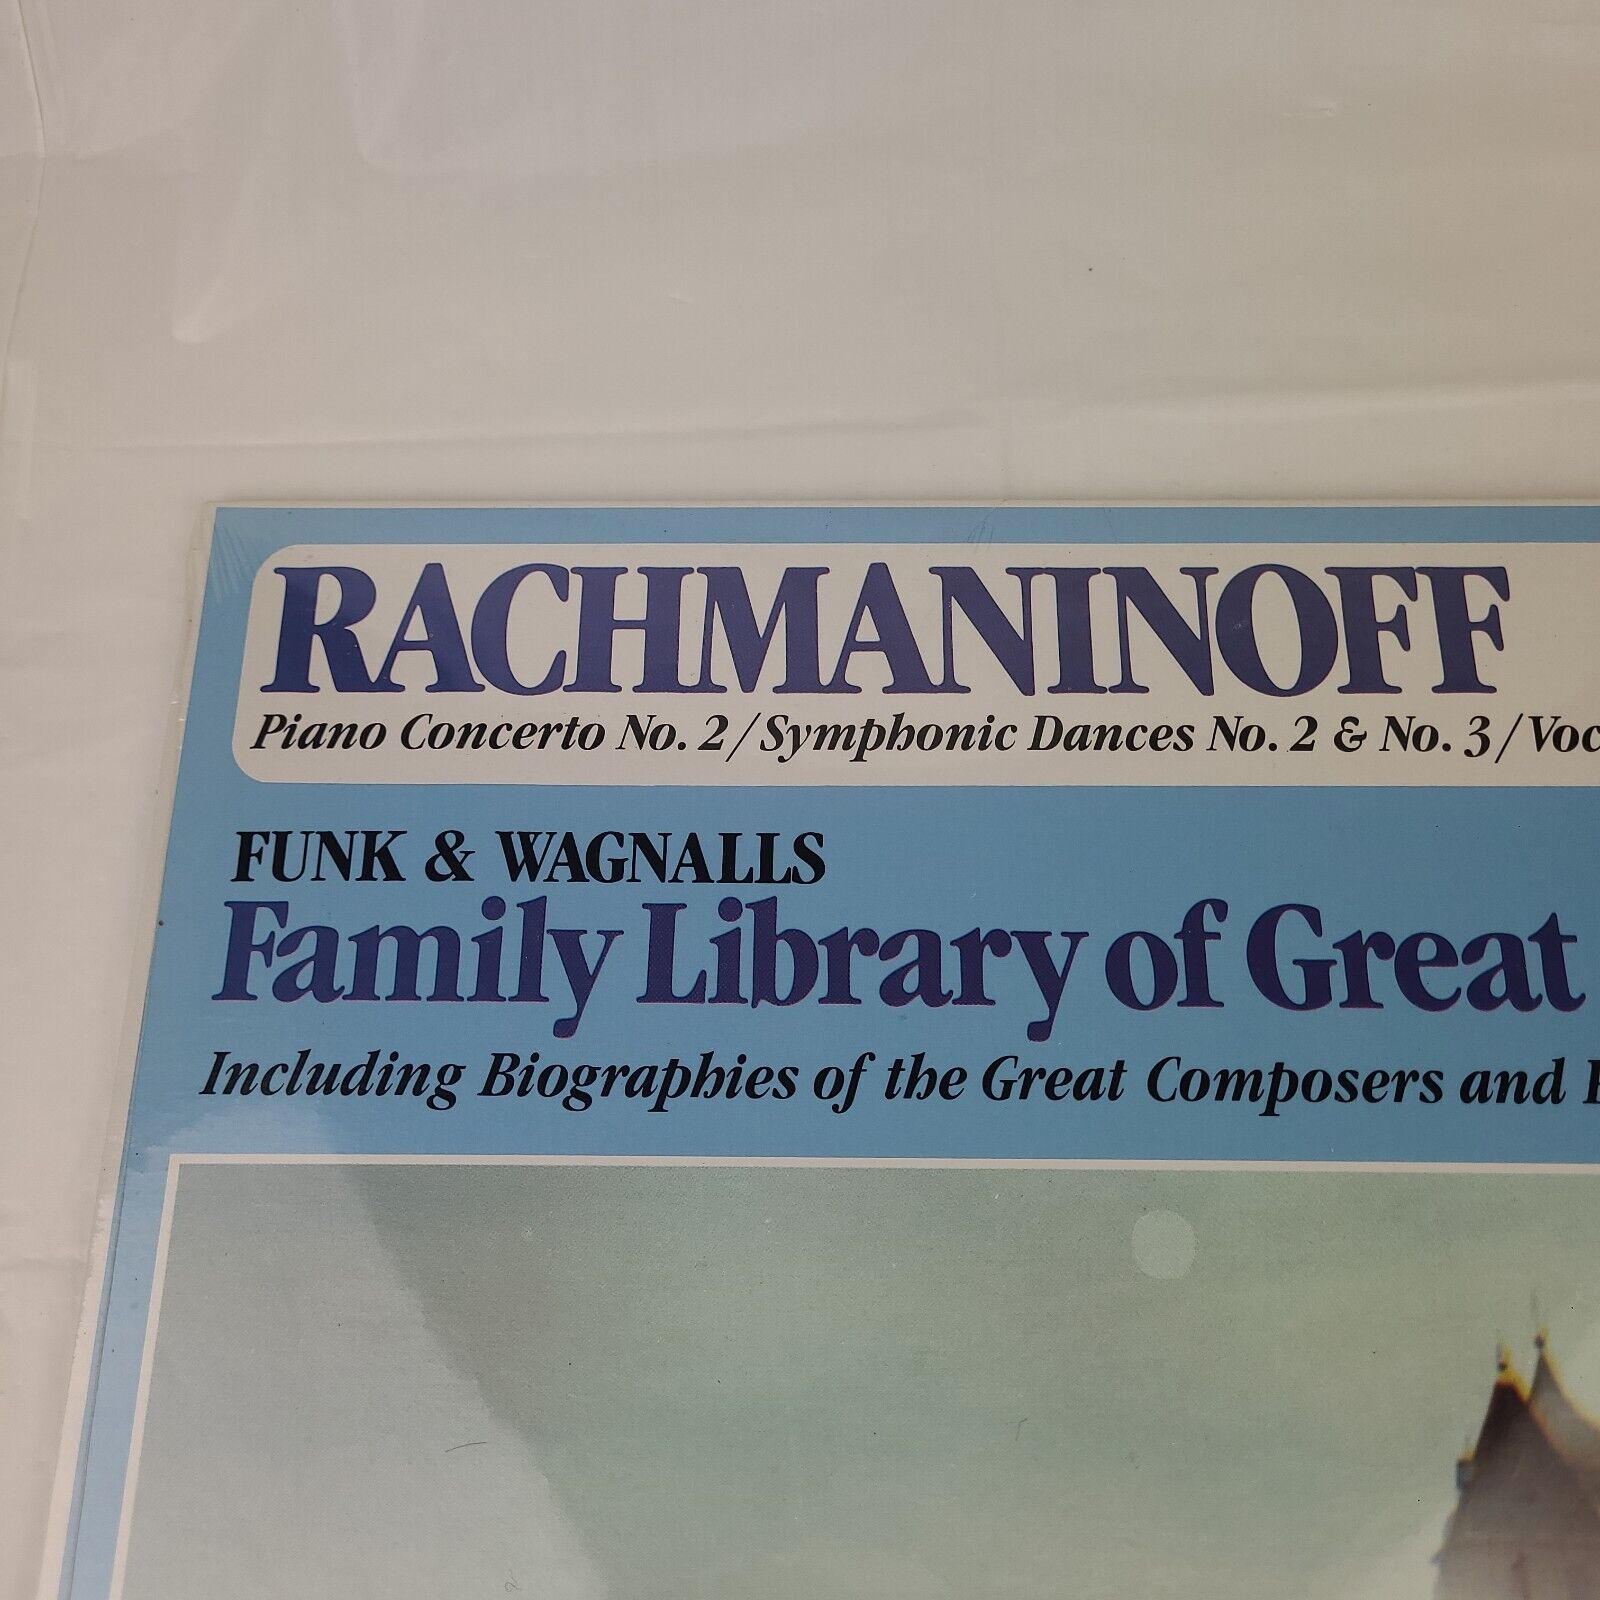 RACHMANINOFF
Piano Concerto No. 2/Symphonic Dances No. 2 & No. 3/Voc
FUNK & WAGNALLS
Family Library of Great
Including Biographies of the Great Composers and